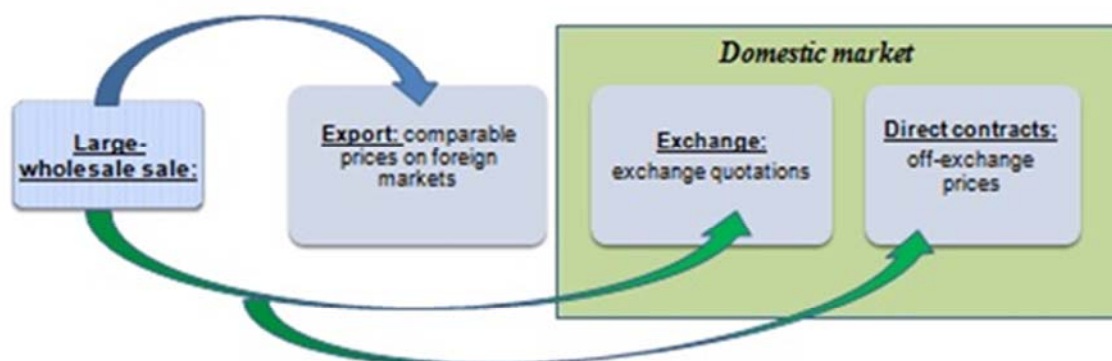 Domestic market
Large-
wholesale sale:
Export: comparable
prices on foreign
markets
Exchange:
exchange quotations
Direct contracts:
off-exchange
prices